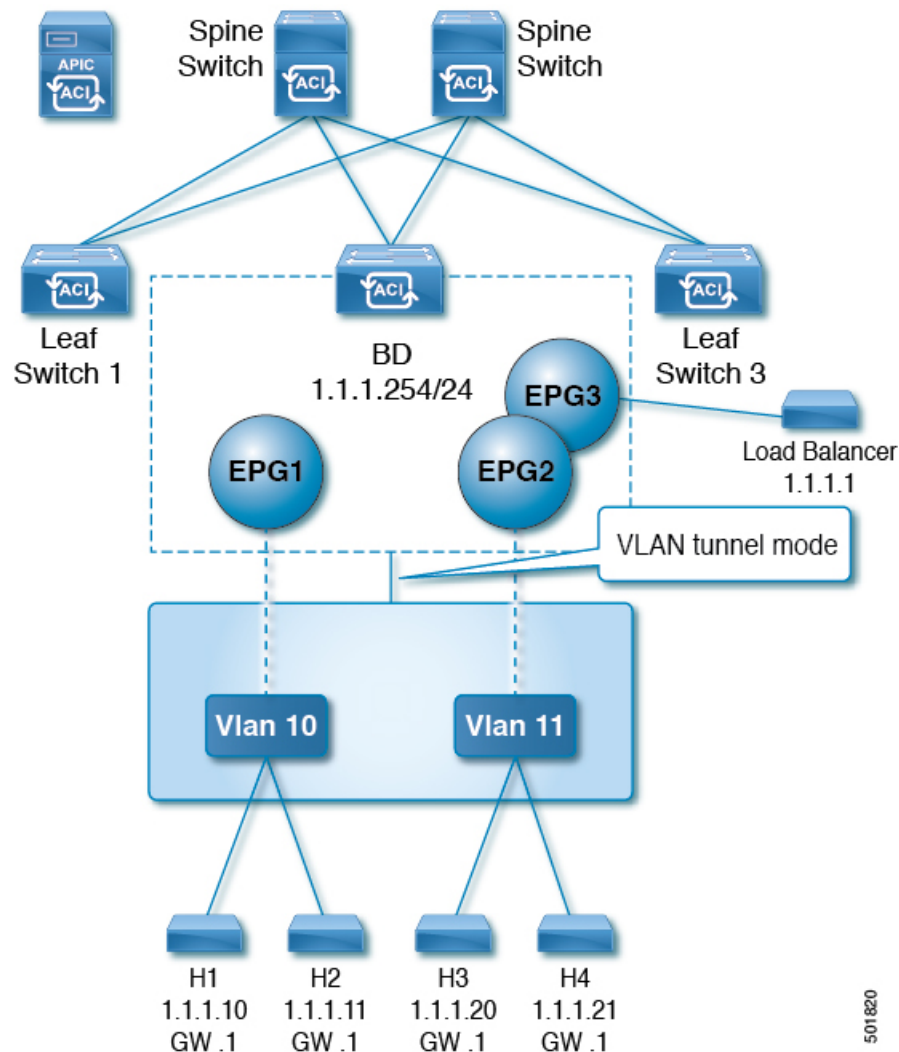 Spine
Switch
Spine
Switch
APIC
ACI
ACI
ACI
ACI
ACI
ACI
Leaf
Switch 1
BD
1.1.1.254/24
Leaf
Switch 3
EPG3
EPG1
EPG2
Load Balancer
1.1.1.1
VLAN tunnel mode
Vlan 10
Vlan 11
H1
1.1.1.10
GW .1
H2
1.1.1.11
GW .1
H3
1.1.1.20
GW .1
H4
1.1.1.21
GW .1
501820